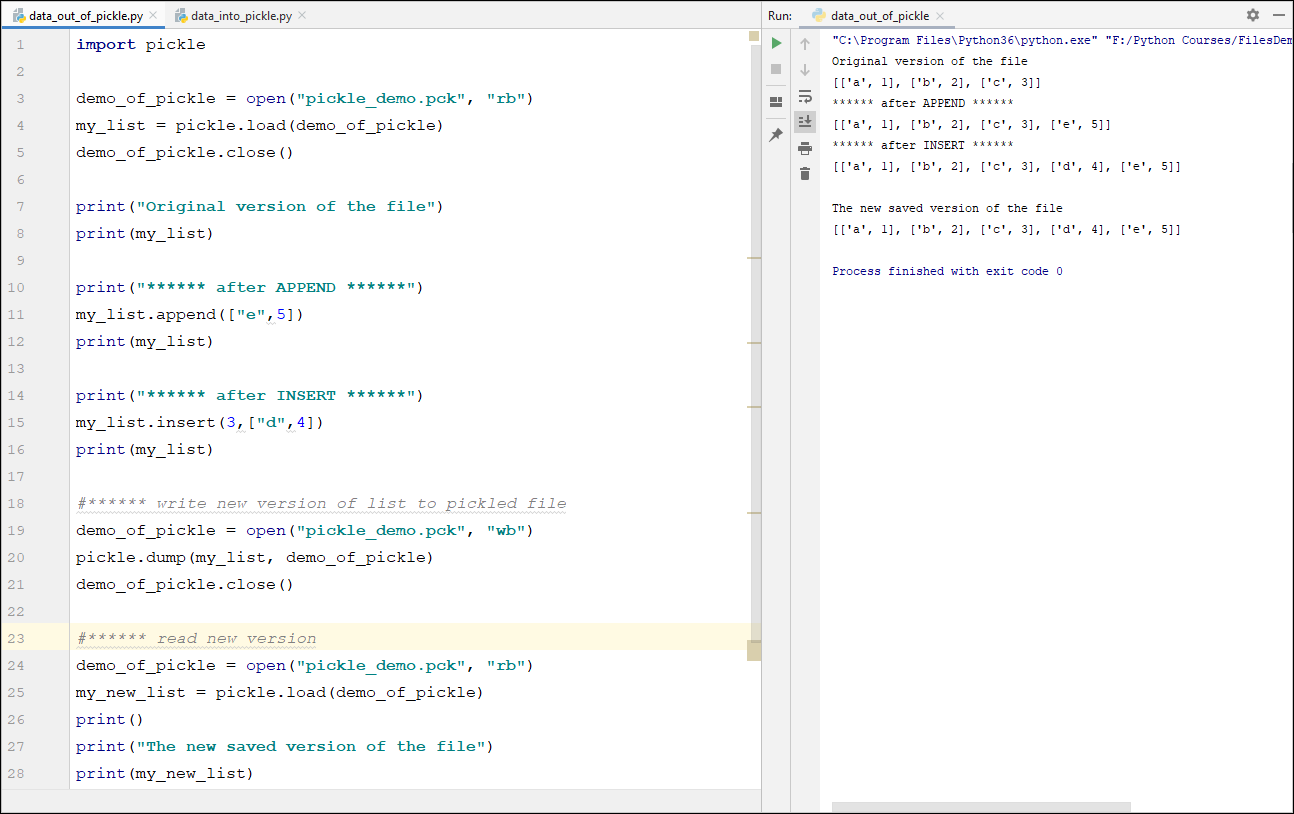 data_out_of_pickle.py data_into_pickle.py
1 import pickle
2
3 demo_of_pickle = open("pickle_demo.pck", "rb")
4 my_list = pickle.load(demo_of_pickle)
5 demo_of_pickle.close()
6
7 print("Original version of the file")
8 print(my_list)
9
10 print("****** after APPEND ******")
11 my_list.append(["e",5])
12 print(my_list)
13
14 print("****** after INSERT ******")
15 my_list.insert(3,["d",4])
16 print(my_list)
17
18 #****** write new version of list to pickled file
19 demo_of_pickle = open("pickle_demo.pck", "wb")
20 pickle.dump(my_list, demo_of_pickle)
21 demo_of_pickle.close()
22
23 #****** read new version
24 demo_of_pickle = open("pickle_demo.pck", "rb")
25 my_new_list = pickle.load(demo_of_pickle)
26 print()
27 print("The new saved version of the file")
28 print(my_new_list)
Run: data_out_of_pickle
"C:\Program Files\Python36\python.exe" "F:/Python Courses/FilesDem
Original version of the file
[['a', 1], ['b', 2], ['c', 3]]
****** after APPEND ******
[['a', 1], ['b', 2], ['c', 3], ['e', 5]]
****** after INSERT ******
[['a', 1], ['b', 2], ['c', 3], ['d', 4], ['e', 5]]
The new saved version of the file
[['a', 1], ['b', 2], ['c', 3], ['d', 4], ['e', 5]]
Process finished with exit code 0